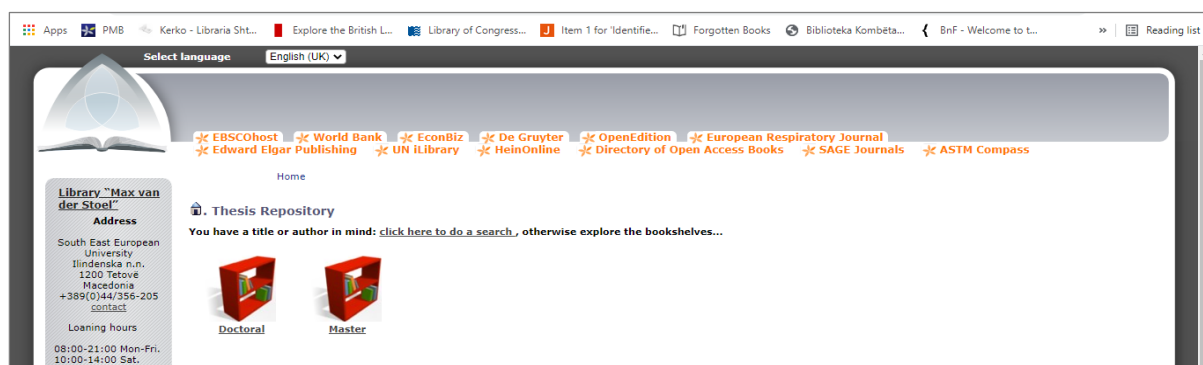 Apps PMB Kerko - Libraria Sht... Explore the British L... Library of Congress... Item 1 for 'Identifie... Forgotten Books Biblioteka Kombëta... BnF - Welcome to t... » Reading list
Select language English (UK)
EBSCOhost World Bank EconBiz De Gruyter OpenEdition European Respiratory Journal
Edward Elgar Publishing UN iLibrary HeinOnline Directory of Open Access Books SAGE Journals ASTM Compass
Home
Library "Max van
der Stoel"
Address
South East European
University
Ilindenska n.n.
1200 Tetovë
Macedonia
+389(0)44/356-205
contact
Loaning hours
08:00-21:00 Mon-Fri.
10:00-14:00 Sat.
. Thesis Repository
You have a title or author in mind: click here to do a search , otherwise explore the bookshelves...
Doctoral Master